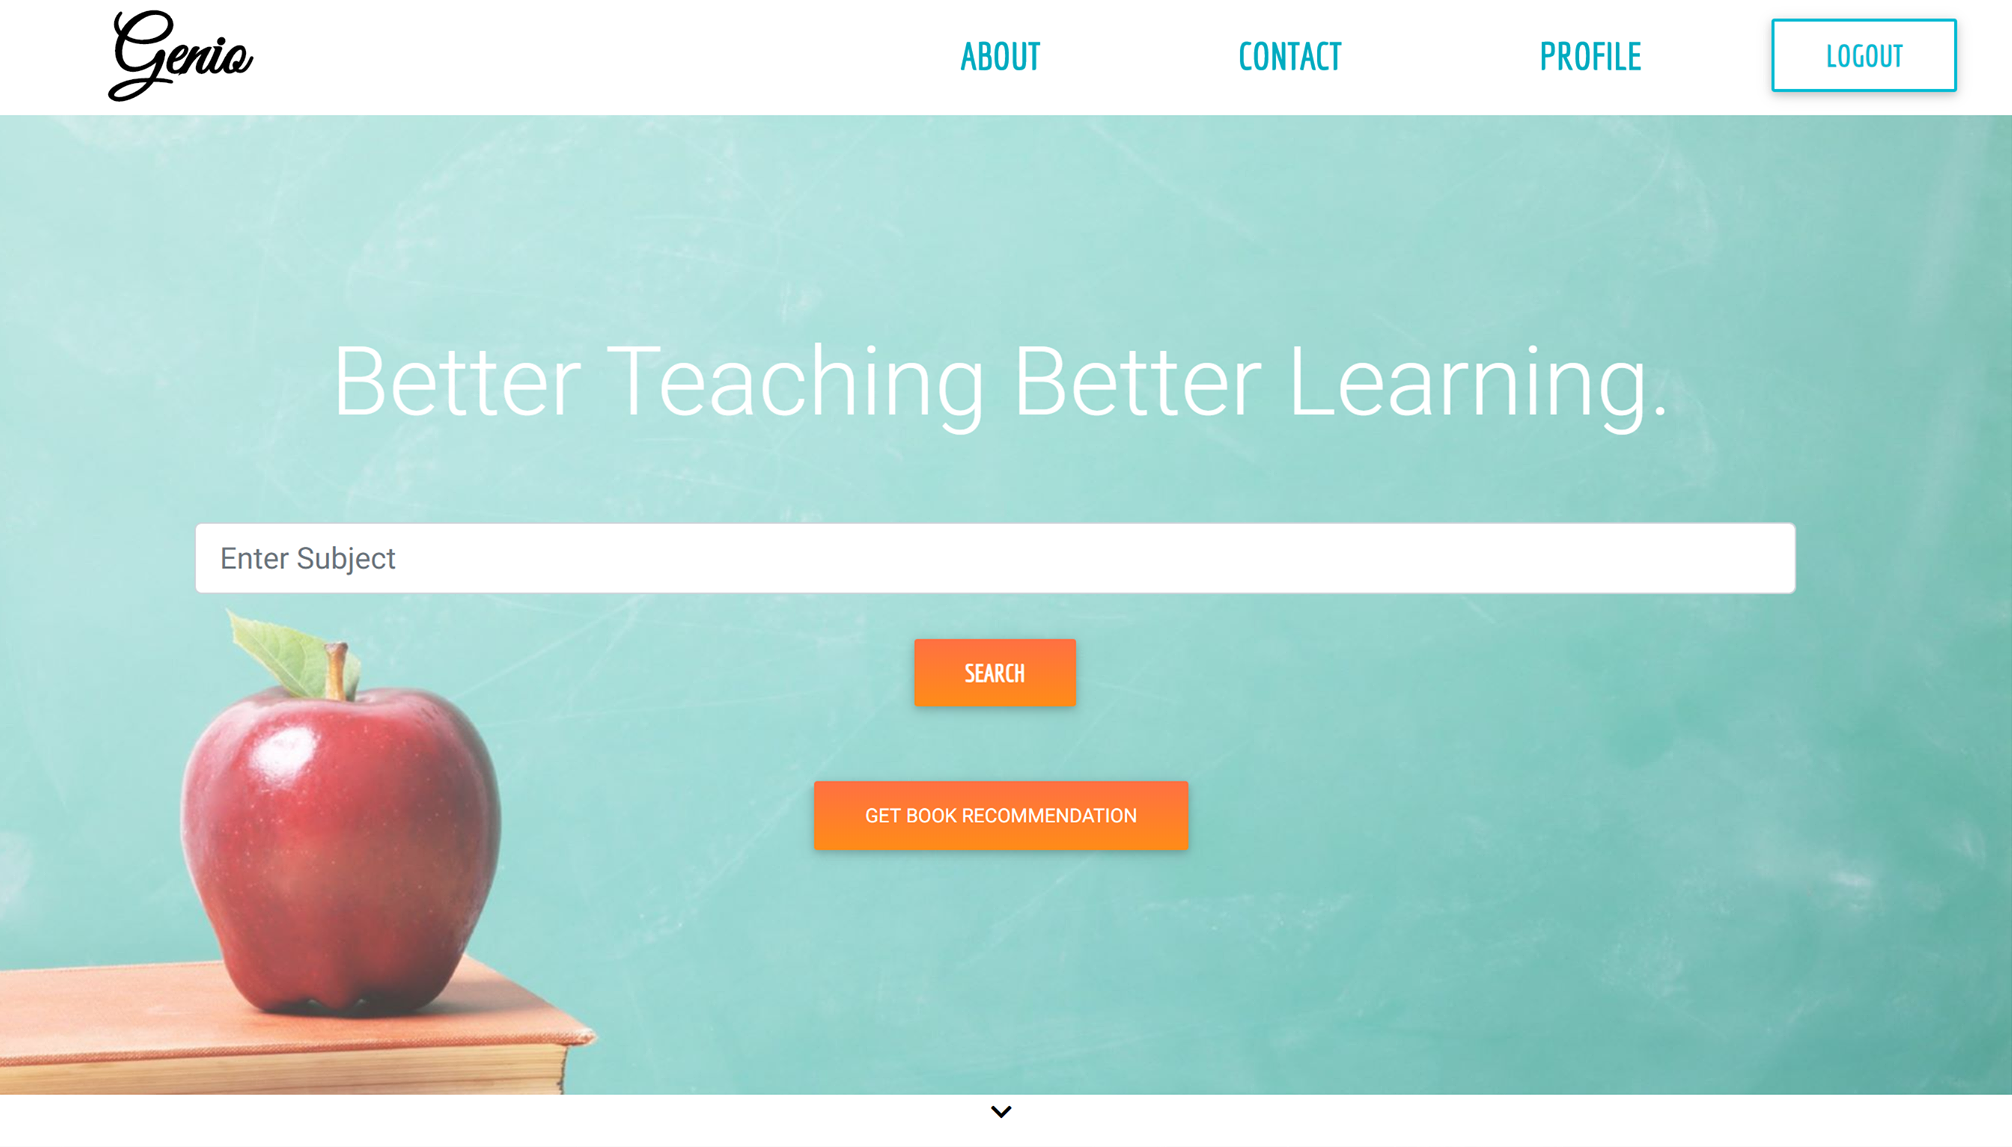 Genio
ABOUT
CONTACT
PROFILE
LOGOUT
Better Teaching Better Learning.
Enter Subject
SEARCH
GET BOOK RECOMMENDATION